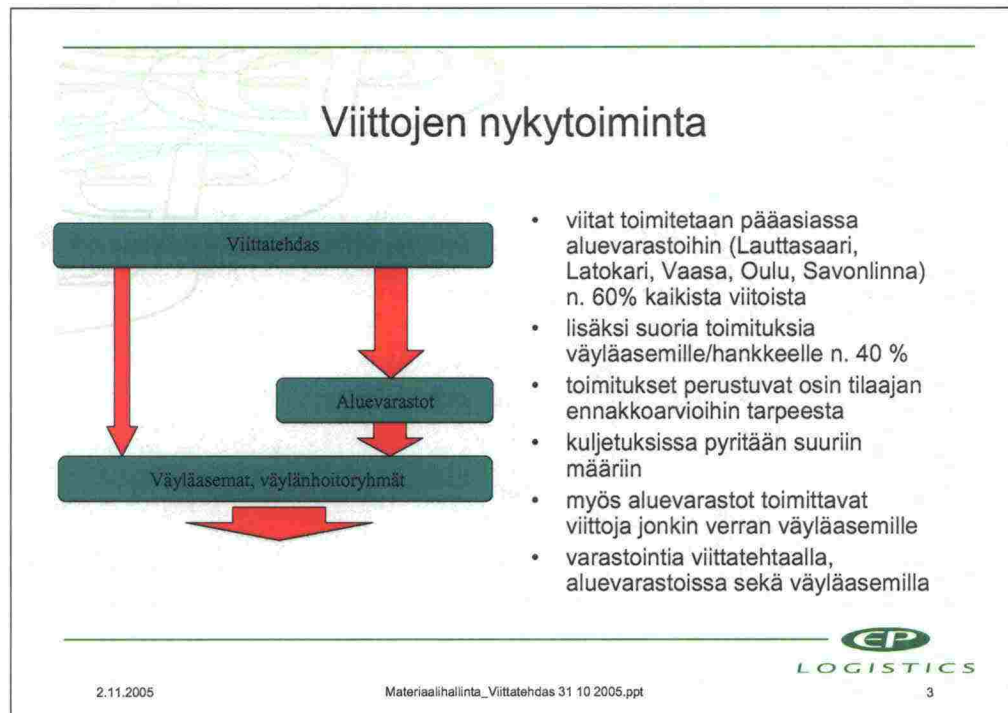 Viittojen nykytoiminta
Viittatehdas
Aluevarastot
Väyläasemat, väylänhoitoryhmät
• viitat toimitetaan pääasiassa
aluevarastoihin (Lauttasaari,
Latokari, Vaasa, Oulu, Savonlinna)
n. 60% kaikista viitoista
• lisäksi suoria toimituksia
väyläasemille/hankkeelle n. 40 %
• toimitukset perustuvat osin tilaajan
ennakkoarvioihin tarpeesta
• kuljetuksissa pyritään suuriin
määriin
• myös aluevarastot toimittavat
viittoja jonkin verran väyläasemille
• varastointia viittatehtaalla,
aluevarastoissa sekä väyläasemilla
EP
LOGISTICS
2.11.2005
Materiaalihallinta_Viittatehdas 31 10 2005.ppt
3